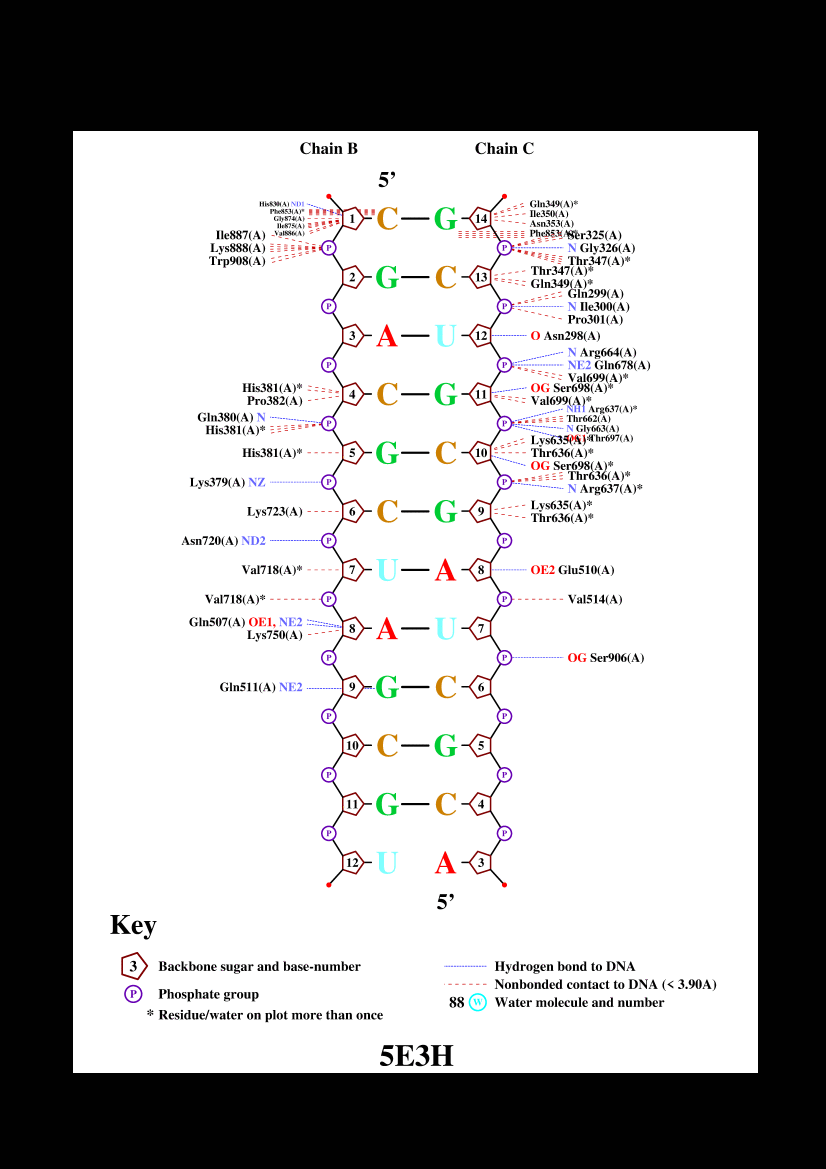 Chain B Chain C
5’
His830(A) ND1
Phe853(A)*
Gly874(A)
Ile875(A)
Val886(A)
1 C G 14
Gln349(A)*
Ile350(A)
Asn353(A)
Phe853(A)*
Ile887(A)
Lys888(A)
Trp908(A)
P P
Ser325(A)
N Gly326(A)
Thr347(A)*
2 G C 13
Thr347(A)*
Gln349(A)*
P P
Gln299(A)
N Ile300(A)
Pro301(A)
3 A U 12 O Asn298(A)
P P
N Arg664(A)
NE2 Gln678(A)
Val699(A)*
His381(A)*
Pro382(A)
4 C G 11
OG Ser698(A)*
Val699(A)*
Gln380(A) N
His381(A)*
P P
NH1 Arg637(A)*
Thr662(A)
N Gly663(A)
Thr697(A)
His381(A)* 5 G C 10
Lys635(A)*
Thr636(A)*
OG Ser698(A)*
Lys379(A) NZ P P
Thr636(A)*
N Arg637(A)*
Lys723(A) 6 C G 9
Lys635(A)*
Thr636(A)*
Asn720(A) ND2 P P
Val718(A)* 7 U A 8 OE2 Glu510(A)
Val718(A)* P P Val514(A)
Gln507(A) OE1, NE2
Lys750(A)
8 A U 7
P P OG Ser906(A)
Gln511(A) NE2 9 G C 6
P P
10 C G 5
P P
11 G C 4
P P
12 U A 3
5’
Key
3 Backbone sugar and base-number
P Phosphate group
* Residue/water on plot more than once
Hydrogen bond to DNA
Nonbonded contact to DNA (< 3.90A)
88 W Water molecule and number
5E3H